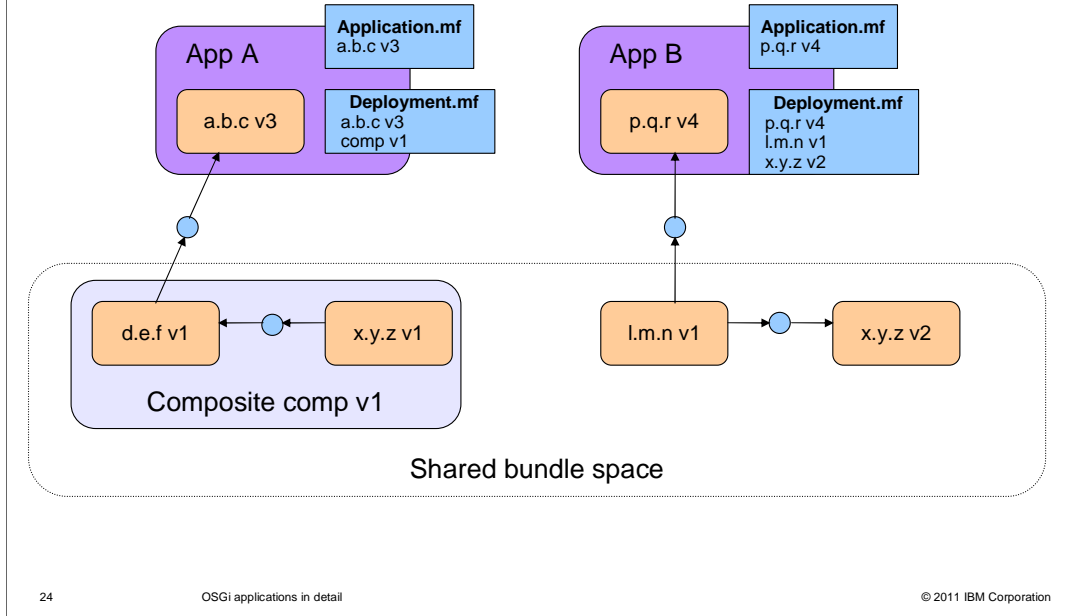 App A
Application.mf
a.b.c v3
a.b.c v3
Deployment.mf
a.b.c v3
comp v1
App B
Application.mf
p.q.r v4
p.q.r v4
Deployment.mf
p.q.r v4
l.m.n v1
x.y.z v2
d.e.f v1
x.y.z v1
Composite comp v1
l.m.n v1
x.y.z v2
Shared bundle space
24
OSGi applications in detail
© 2011 IBM Corporation